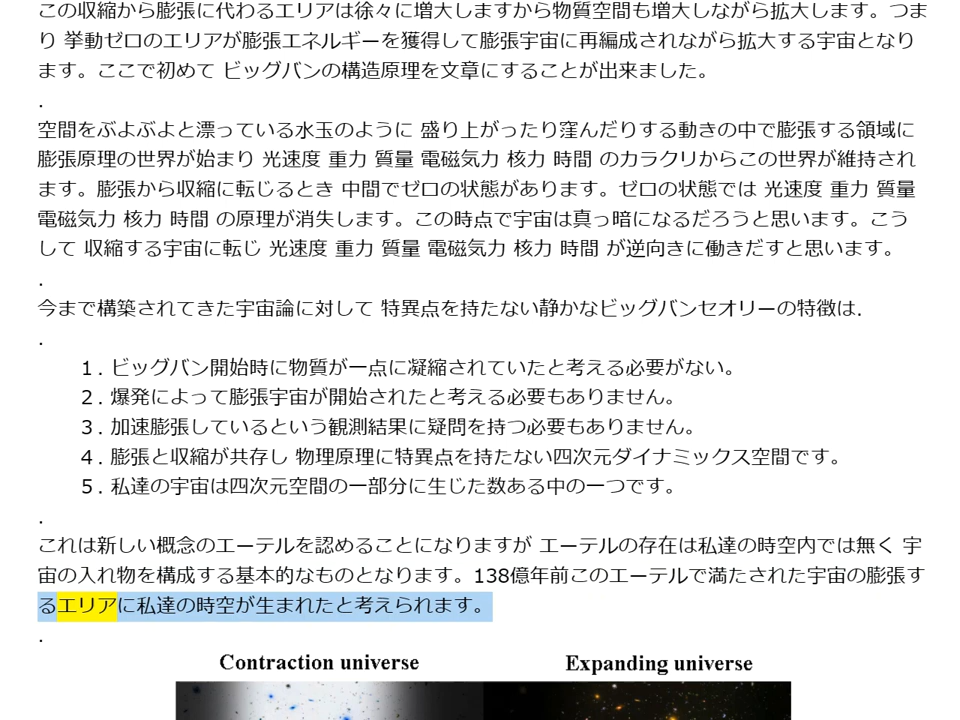 この収縮から膨張に代わるエリアは徐々に増大しますから物質空間も増大しながら拡大します。つま
り 挙動ゼロのエリアが膨張エネルギーを獲得して膨張宇宙に再編成されながら拡大する宇宙となり
ます。ここで初めて ビッグバンの構造原理を文章にすることが出来ました。
.
空間をぶよぶよと漂っている水玉のように 盛り上がったり窪んだりする動きの中で膨張する領域に
膨張原理の世界が始まり 光速度 重力 質量 電磁気力 核力 時間 のカラクリからこの世界が維持され
ます。膨張から収縮に転じるとき 中間でゼロの状態があります。ゼロの状態では 光速度 重力 質量
電磁気力 核力 時間 の原理が消失します。この時点で宇宙は真っ暗になるだろうと思います。こう
して 収縮する宇宙に転じ 光速度 重力 質量 電磁気力 核力 時間 が逆向きに働きだすと思います。
.
今まで構築されてきた宇宙論に対して 特異点を持たない静かなビッグバンセオリーの特徴は.
.
1. ビッグバン開始時に物質が一点に凝縮されていたと考える必要がない。
2. 爆発によって膨張宇宙が開始されたと考える必要もありません。
3. 加速膨張しているという観測結果に疑問を持つ必要もありません。
4. 膨張と収縮が共存し 物理原理に特異点を持たない四次元ダイナミックス空間です。
5. 私達の宇宙は四次元空間の一部分に生じた数ある中の一つです。
.
これは新しい概念のエーテルを認めることになりますが エーテルの存在は私達の時空内では無く 宇
宙の入れ物を構成する基本的なものとなります。138億年前このエーテルで満たされた宇宙の膨張す
るエリアに私達の時空が生まれたと考えられます。
.
Contraction universe
Expanding universe